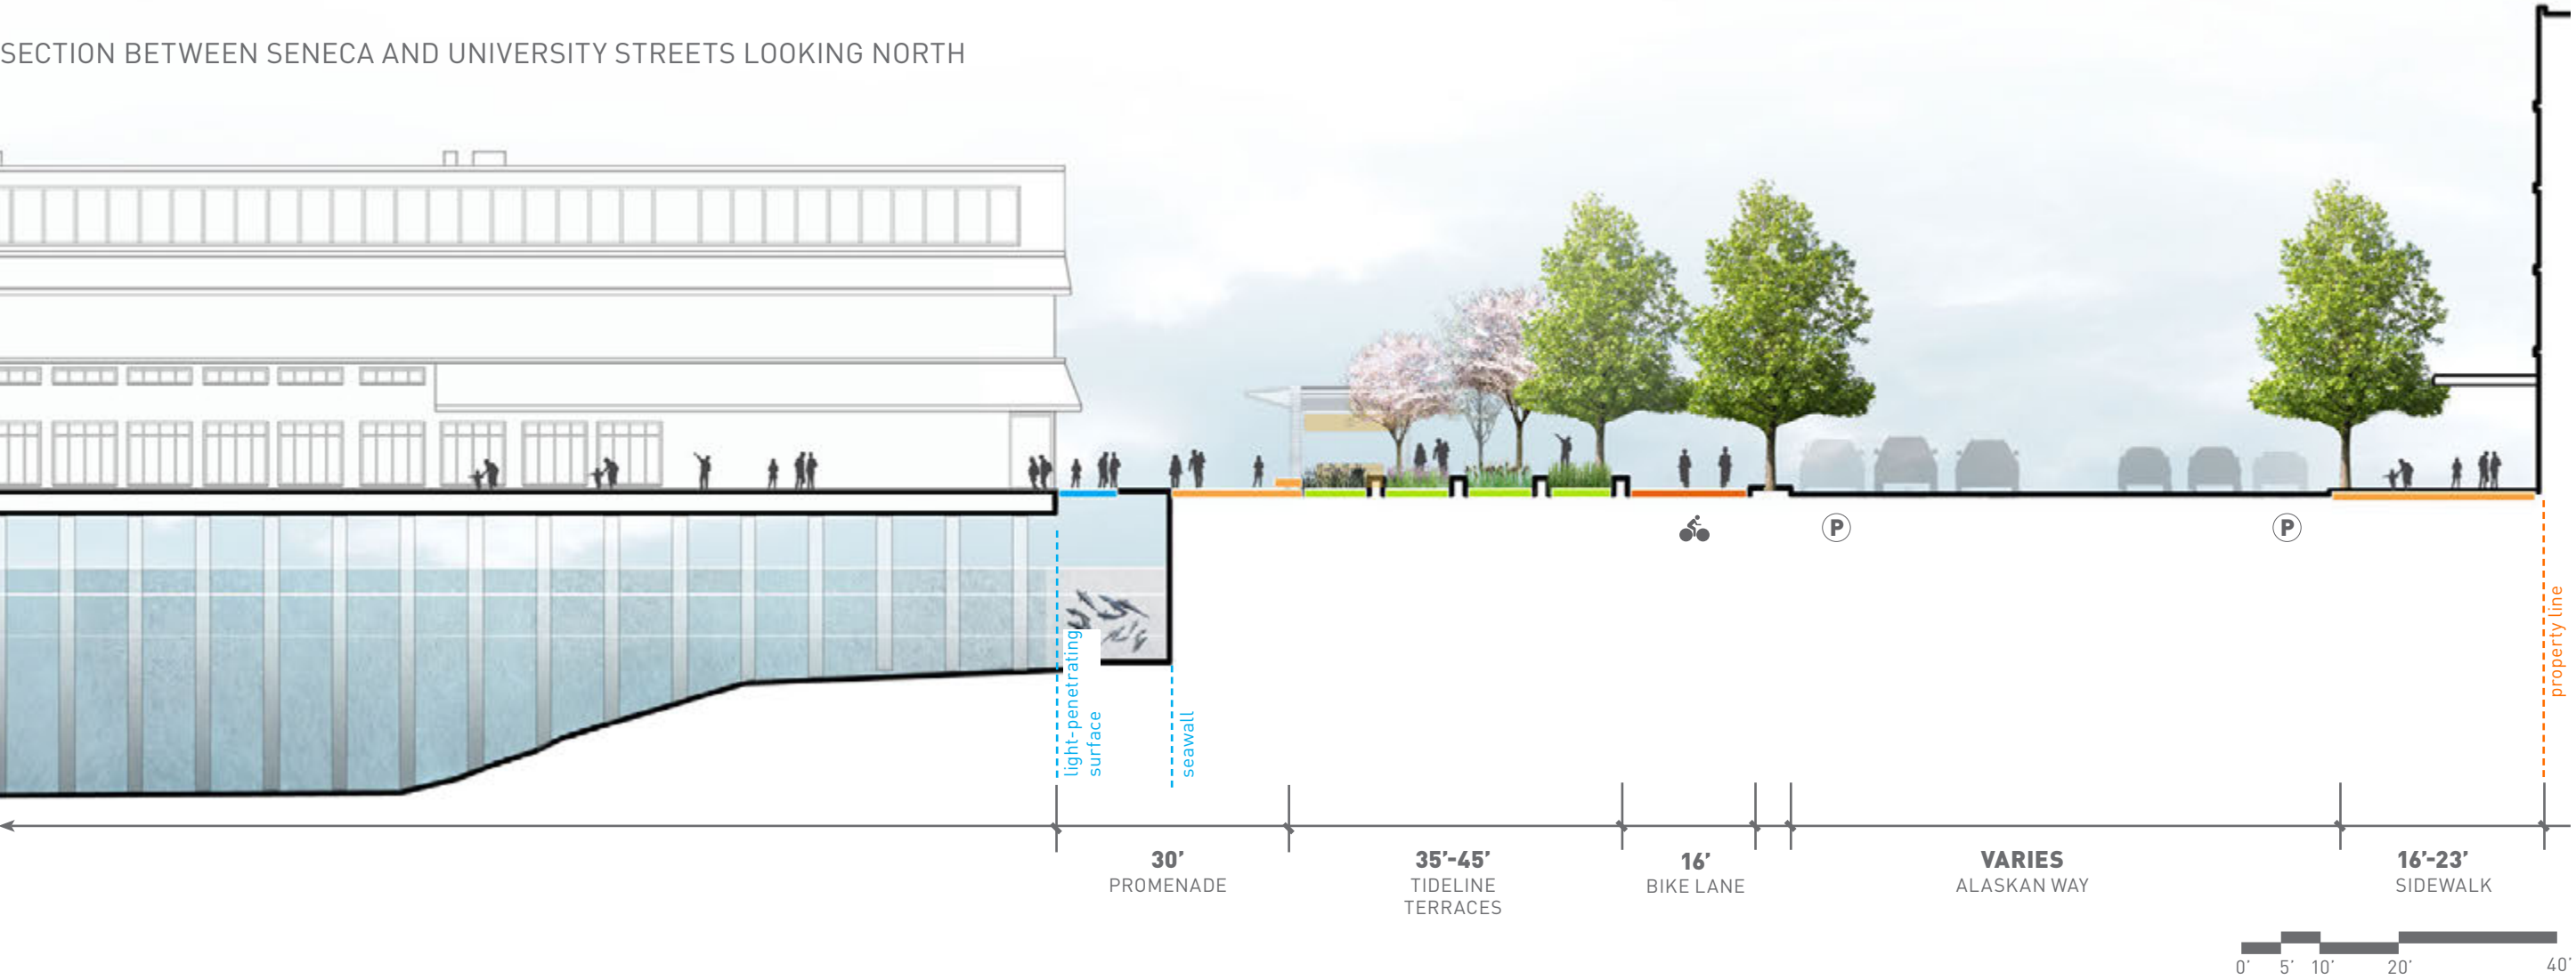 SECTION BETWEEN SENECA AND UNIVERSITY STREETS LOOKING NORTH
P
P
light-penetrating
surface
seawall
property line
30’
PROMENADE
35’-45’
TIDELINE
TERRACES
16’
BIKE LANE
VARIES
ALASKAN WAY
16’-23’
SIDEWALK
0’ 5’ 10’ 20’ 40’